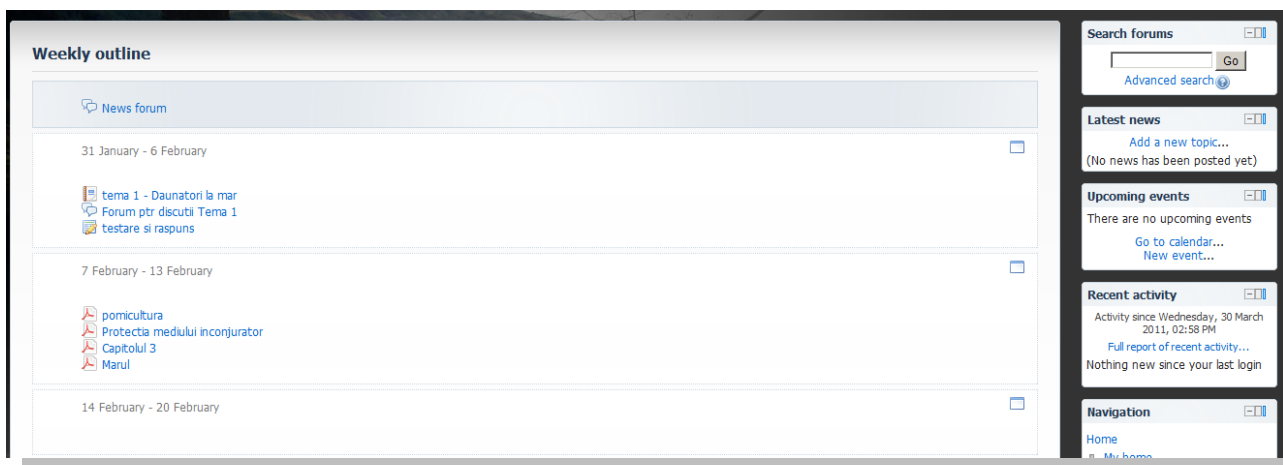 Weekly outline
News forum
31 January - 6 February
tema 1 - Daunatori la mar
Forum ptr discutii Tema 1
testare si raspuns
7 February - 13 February
pomicultura
Protectia mediului inconjurator
Capitolul 3
Marul
14 February - 20 February
Search forums
Go
Advanced search
Latest news
Add a new topic...
(No news has been posted yet)
Upcoming events
There are no upcoming events
Go to calendar...
New event...
Recent activity
Activity since Wednesday, 30 March
2011, 02:58 PM
Full report of recent activity...
Nothing new since your last login
Navigation
Home
My home